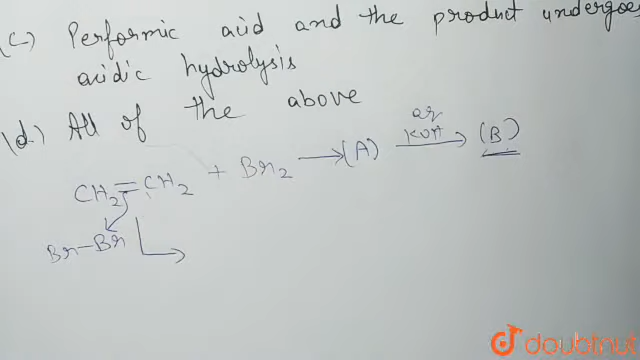 (c) Performic acid and the product undergoes
acidic hydrolysis
(d.) All of the above
CH2=CH2 + Br2 → (A) aq KOH → (B)
Br-Br
doubtnut